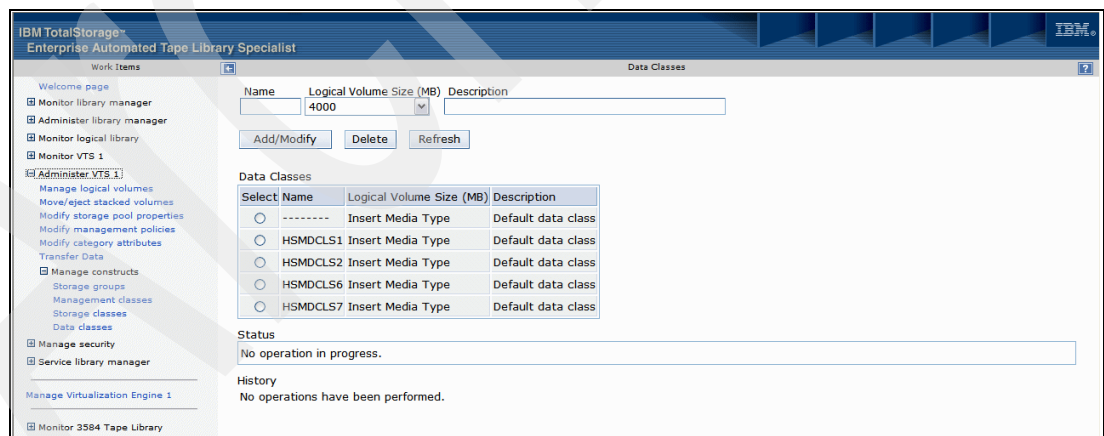 IBM TotalStorage™
Enterprise Automated Tape Library Specialist
IBM®
Work Items
Data Classes
?
Welcome page
Monitor library manager
Administer library manager
Monitor logical library
Monitor VTS 1
Administer VTS 1
Manage logical volumes
Move/eject stacked volumes
Modify storage pool properties
Modify management policies
Modify category attributes
Transfer Data
Manage constructs
Storage groups
Management classes
Storage classes
Data classes
Manage security
Service library manager
Manage Virtualization Engine 1
Monitor 3584 Tape Library
Name Logical Volume Size (MB) Description
4000
Add/Modify Delete Refresh
Data Classes
Select Name Logical Volume Size (MB) Description
-------- Insert Media Type Default data class
HSMDCLS1 Insert Media Type Default data class
HSMDCLS2 Insert Media Type Default data class
HSMDCLS6 Insert Media Type Default data class
HSMDCLS7 Insert Media Type Default data class
Status
No operation in progress.
History
No operations have been performed.